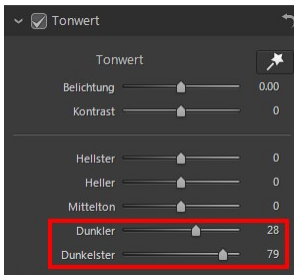 Tonwert
Tonwert
Belichtung 0.00
Kontrast 0
Hellster 0
Heller 0
Mittelton 0
Dunkler 28
Dunkelster 79